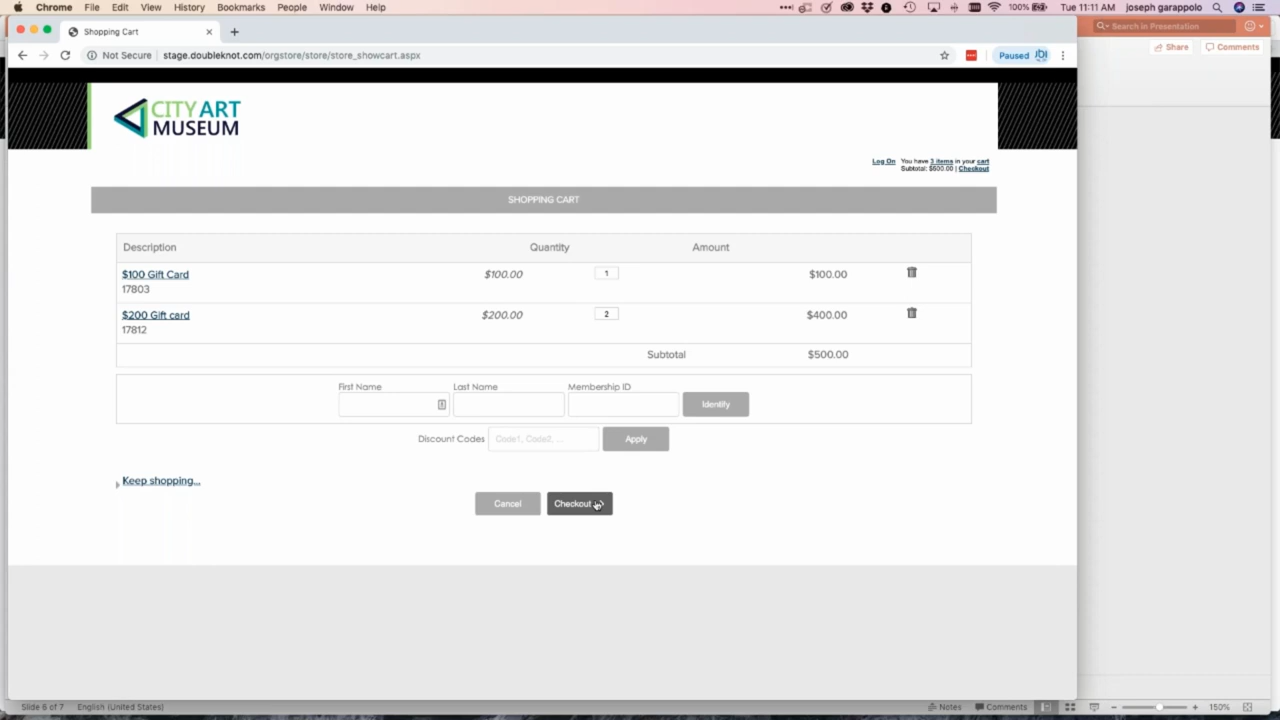 Chrome File Edit View History Bookmarks People Window Help 100% Tue 11:11 AM joseph garappolo
Shopping Cart
Search in Presentation
Not Secure stage.doubleknot.com/orgstore/store/store_showcart.aspx Paused
Share Comments
CITY ART
MUSEUM
Log On You have 3 items in your cart
Subtotal: $500.00 | Checkout
SHOPPING CART
Description Quantity Amount
$100 Gift Card $100.00 1 $100.00
17803
$200 Gift card $200.00 2 $400.00
17812
Subtotal $500.00
First Name Last Name Membership ID
Identify
Discount Codes Code1, Code2, ... Apply
Keep shopping...
Cancel Checkout
Slide 6 of 7 English (United States) Notes Comments 150%